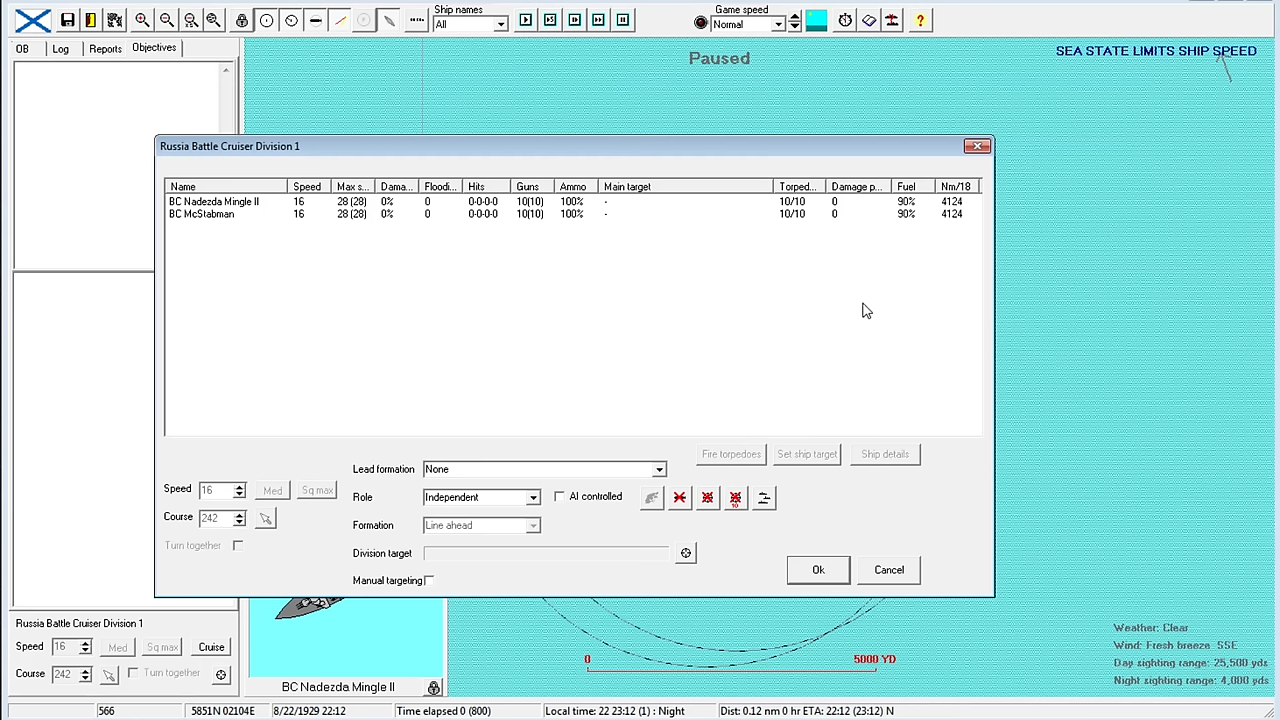 Ship names
Game speed
All
Normal
OB Log Reports Objectives
Paused
SEA STATE LIMITS SHIP SPEED
Russia Battle Cruiser Division 1
Name Speed Max s... Dama... Floodi... Hits Guns Ammo Main target Torped... Damage p... Fuel Nm/18
BC Nadezda Mingle II 16 28 (28) 0% 0 0-0-0-0 10(10) 100% - 10/10 0 90% 4124
BC McStabman 16 28 (28) 0% 0 0-0-0-0 10(10) 100% - 10/10 0 90% 4124
Fire torpedoes Set ship target Ship details
Lead formation None
Speed 16 Med Sq max
Role Independent AI controlled
10
Course 242
Formation Line ahead
Turn together
Division target
Ok Cancel
Manual targeting
Russia Battle Cruiser Division 1
Speed 16 Med Sq max Cruise
Course 242 Turn together
BC Nadezda Mingle II
0 5000 YD
Weather: Clear
Wind: Fresh breeze SSE
Day sighting range: 25,500 yds
Night sighting range: 4,000 yds
566 5851N 02104E 8/22/1929 22:12 Time elapsed 0 (800) Local time: 22 23:12 (1) : Night Dist: 0.12 nm 0 hr ETA: 22:12 (23:12) N